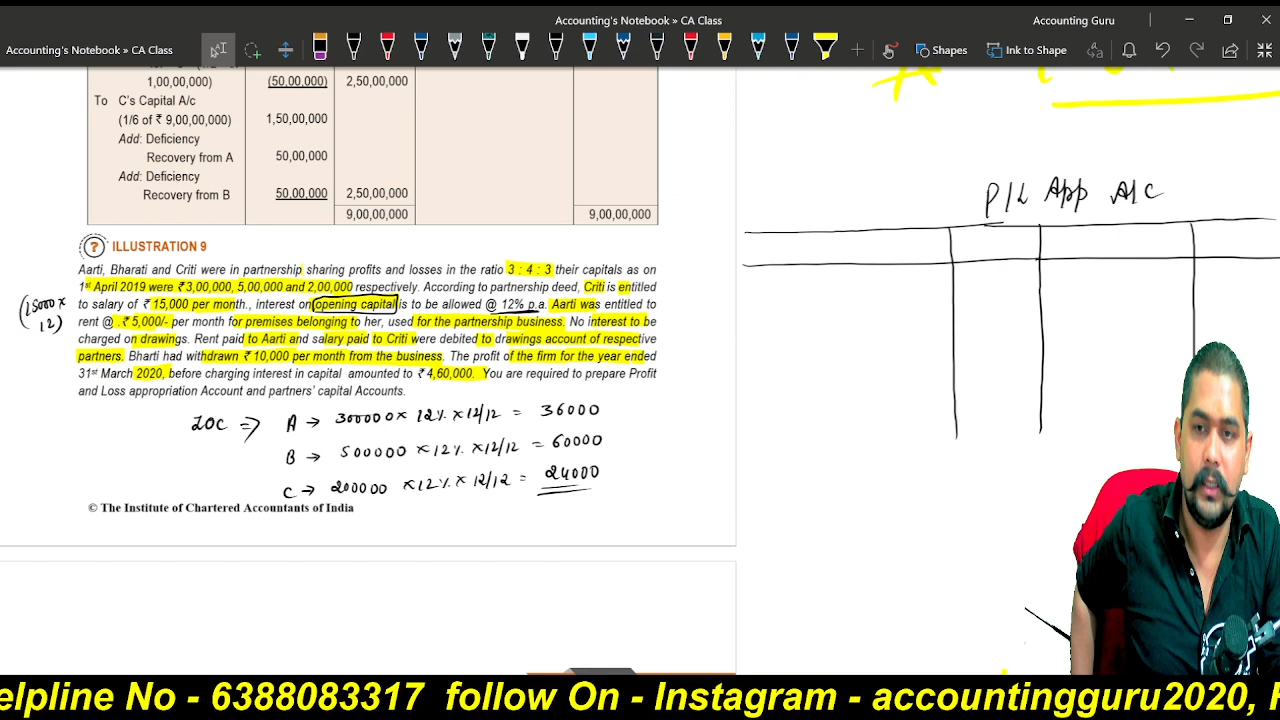 Accounting's Notebook » CA Class
Accounting Guru
Accounting's Notebook » CA Class
Shapes
Ink to Shape
1,00,00,000) (50,00,000) 2,50,00,000
To C's Capital A/c
(1/6 of ₹ 9,00,00,000) 1,50,00,000
Add: Deficiency
Recovery from A 50,00,000
Add: Deficiency
Recovery from B 50,00,000 2,50,00,000
9,00,00,000 9,00,00,000
? ILLUSTRATION 9
Aarti, Bharati and Criti were in partnership sharing profits and losses in the ratio 3 : 4 : 3 their capitals as on
1st April 2019 were ₹ 3,00,000, 5,00,000 and 2,00,000 respectively. According to partnership deed, Criti is entitled
to salary of ₹ 15,000 per month., interest on opening capital is to be allowed @ 12% p.a. Aarti was entitled to
rent @ .₹ 5,000/- per month for premises belonging to her, used for the partnership business. No interest to be
charged on drawings. Rent paid to Aarti and salary paid to Criti were debited to drawings account of respective
partners. Bharti had withdrawn ₹ 10,000 per month from the business. The profit of the firm for the year ended
31st March 2020, before charging interest in capital amounted to ₹ 4,60,000. You are required to prepare Profit
and Loss appropriation Account and partners' capital Accounts.
(15000 x
12)
IOC => A → 300000 x 12% x 12/12 = 36000
B → 500000 x 12% x 12/12 = 60000
C → 200000 x 12% x 12/12 = 24000
© The Institute of Chartered Accountants of India
P/L App A/C
elpline No - 6388083317 follow On - Instagram - accountingguru2020, F